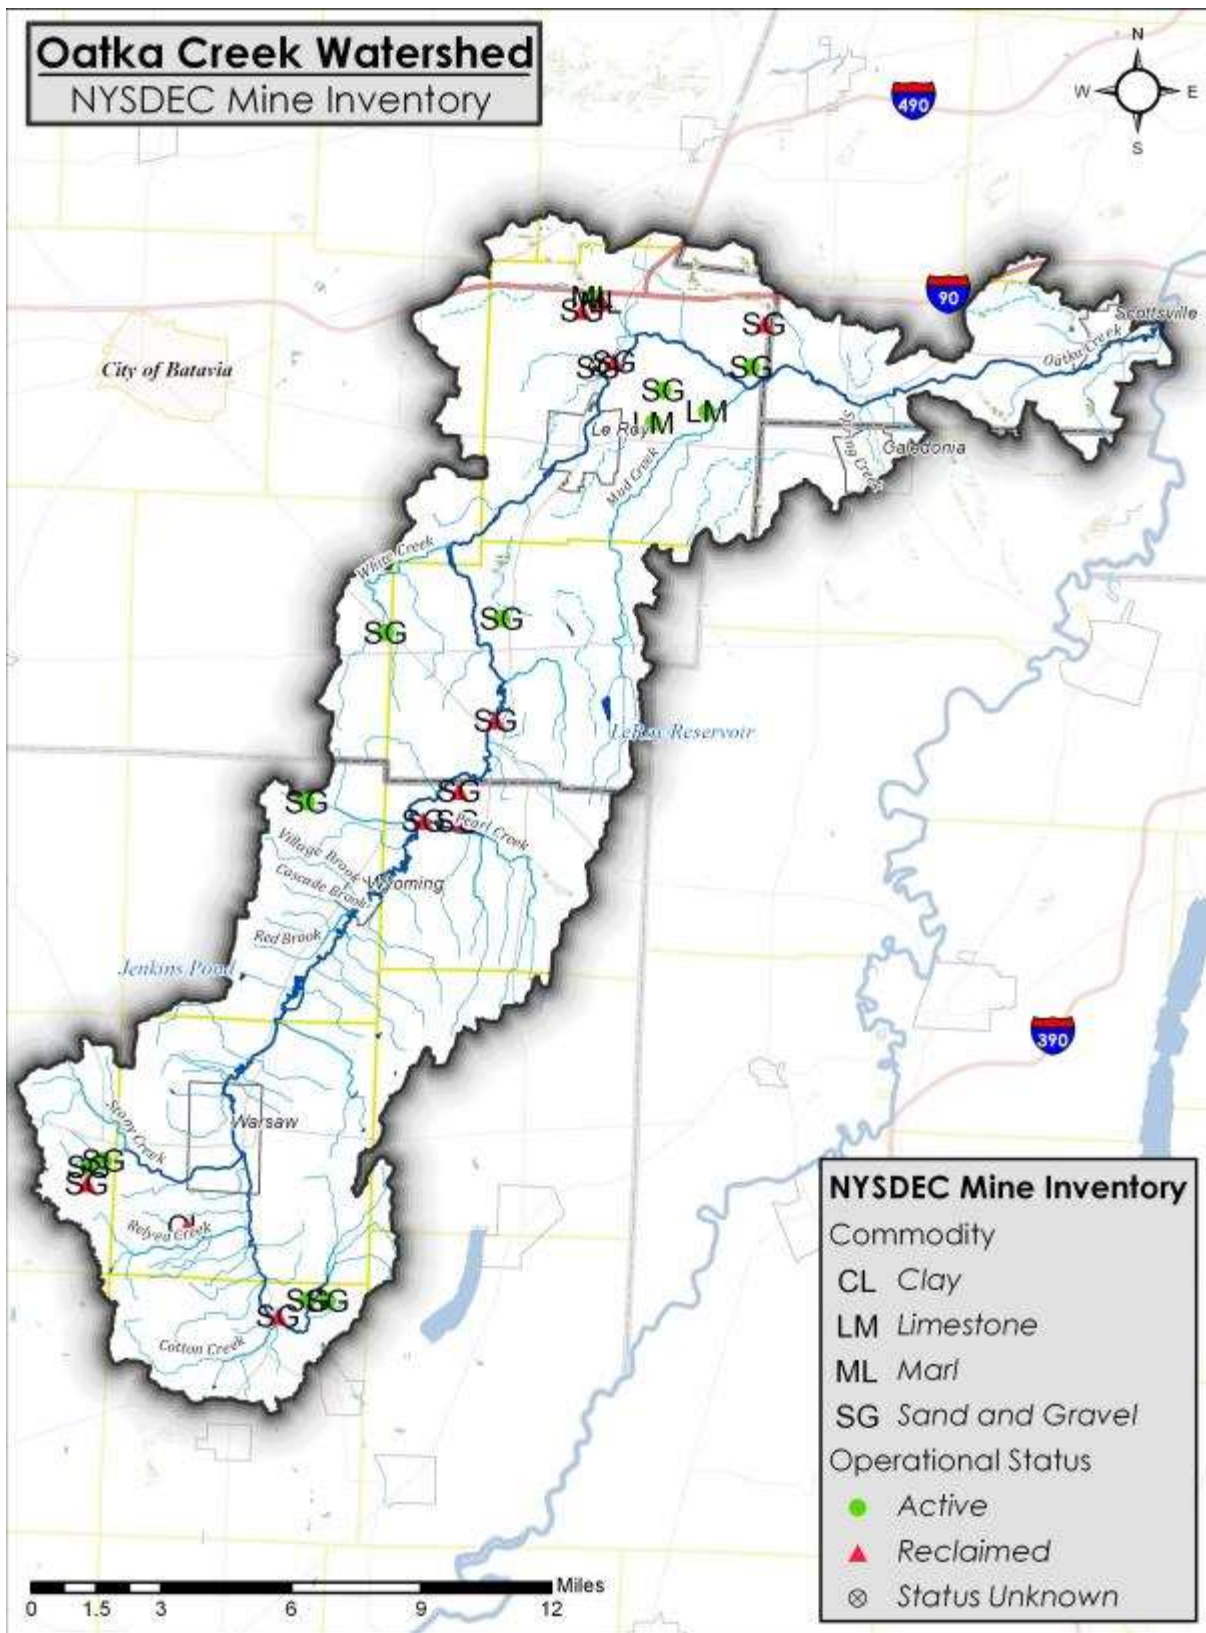 Oatka Creek Watershed
NYSDEC Mine Inventory
N
W E
S
490
90
Scottsville
Oatka Creek
City of Batavia
ML
SG
SG
SG
SG
SG
SG
LM
LM
Le Roy
Spring Creek
Caledonia
Mud Creek
White Creek
SG
SG
SG
LeRoy Reservoir
SG
SG
SG
SG
Pearl Creek
Village Brook
Wyoming
Cascade Brook
Red Brook
Jenkins Pond
390
Stony Creek
Warsaw
SG
SG
SG
CL
Relyea Creek
SG
SG
SG
Cotton Creek
NYSDEC Mine Inventory
Commodity
CL Clay
LM Limestone
ML Marl
SG Sand and Gravel
Operational Status
Active
Reclaimed
Status Unknown
Miles
0 1.5 3 6 9 12